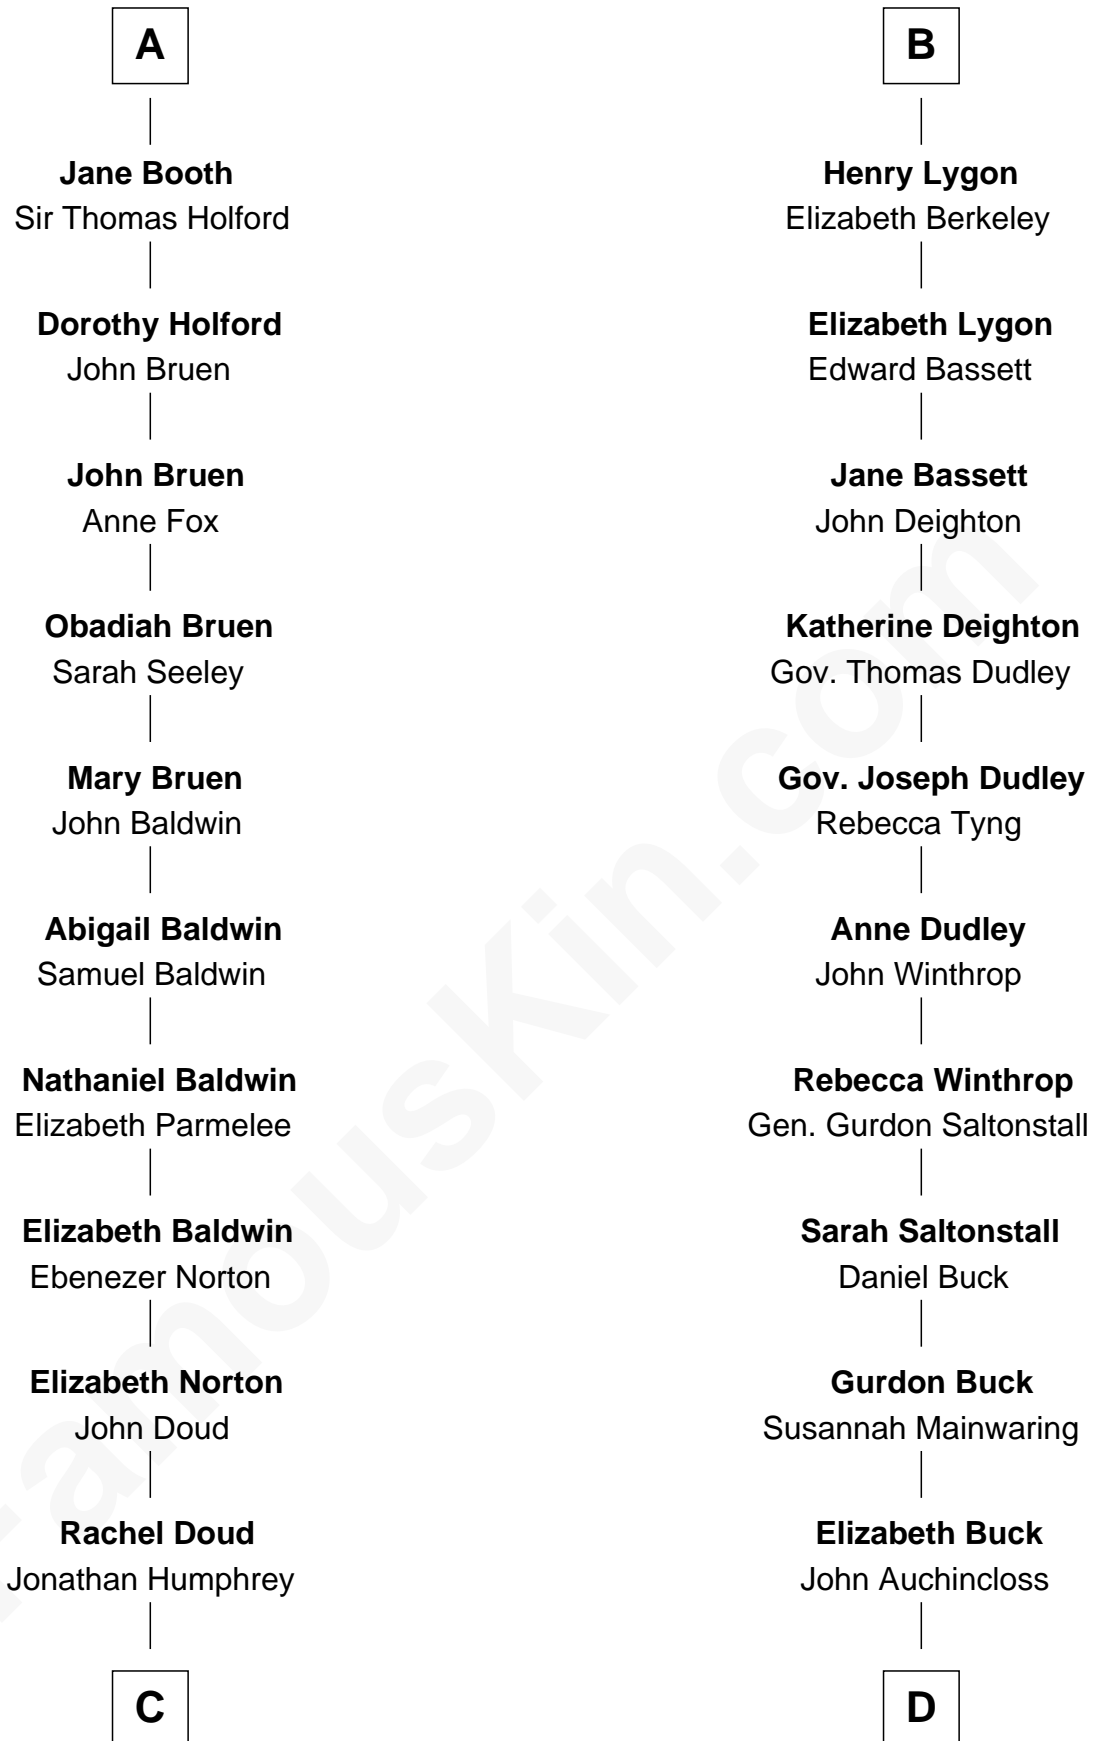 A
Jane Booth
Sir Thomas Holford
Dorothy Holford
John Bruen
John Bruen
Anne Fox
Obadiah Bruen
Sarah Seeley
Mary Bruen
John Baldwin
Abigail Baldwin
Samuel Baldwin
Nathaniel Baldwin
Elizabeth Parmelee
Elizabeth Baldwin
Ebenezer Norton
Elizabeth Norton
John Doud
Rachel Doud
Jonathan Humphrey
C
B
Henry Lygon
Elizabeth Berkeley
Elizabeth Lygon
Edward Bassett
Jane Bassett
John Deighton
Katherine Deighton
Gov. Thomas Dudley
Gov. Joseph Dudley
Rebecca Tyng
Anne Dudley
John Winthrop
Rebecca Winthrop
Gen. Gurdon Saltonstall
Sarah Saltonstall
Daniel Buck
Gurdon Buck
Susannah Mainwaring
Elizabeth Buck
John Auchincloss
D
FamousKin.com